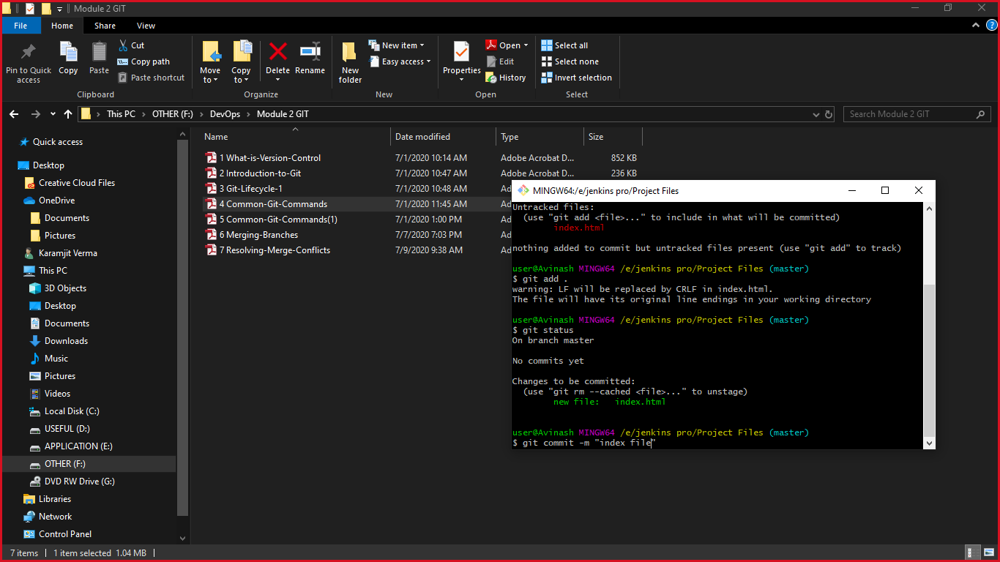 Module 2 GIT
File Home Share View
Pin to Quick access
Copy
Paste
Cut
Copy path
Paste shortcut
Clipboard
Move to
Copy to
Delete
Rename
Organize
New folder
New item
Easy access
New
Properties
Open
Edit
History
Open
Select all
Select none
Invert selection
Select
This PC > OTHER (F:) > DevOps > Module 2 GIT
Search Module 2 GIT
Quick access
Desktop
Creative Cloud Files
OneDrive
Documents
Pictures
Karamjit Verma
This PC
3D Objects
Desktop
Documents
Downloads
Music
Pictures
Videos
Local Disk (C:)
USEFUL (D:)
APPLICATION (E:)
OTHER (F:)
DVD RW Drive (G:)
Libraries
Network
Control Panel
Name Date modified Type Size
1 What-is-Version-Control 7/1/2020 10:14 AM Adobe Acrobat D... 852 KB
2 Introduction-to-Git 7/1/2020 10:47 AM Adobe Acrobat D... 236 KB
3 Git-Lifecycle-1 7/1/2020 10:48 AM Ad
4 Common-Git-Commands 7/1/2020 11:45 AM Ad
5 Common-Git-Commands(1) 7/1/2020 1:00 PM Ad
6 Merging-Branches 7/7/2020 7:03 PM Ad
7 Resolving-Merge-Conflicts 7/9/2020 9:38 AM Ad
MINGW64:/e/jenkins pro/Project Files
Untracked files:
(use "git add <file>..." to include in what will be committed)
index.html
nothing added to commit but untracked files present (use "git add" to track)
user@Avinash MINGW64 /e/jenkins pro/Project Files (master)
$ git add .
warning: LF will be replaced by CRLF in index.html.
The file will have its original line endings in your working directory
user@Avinash MINGW64 /e/jenkins pro/Project Files (master)
$ git status
On branch master
No commits yet
Changes to be committed:
(use "git rm --cached <file>..." to unstage)
new file: index.html
user@Avinash MINGW64 /e/jenkins pro/Project Files (master)
$ git commit -m "index file"
7 items 1 item selected 1.04 MB